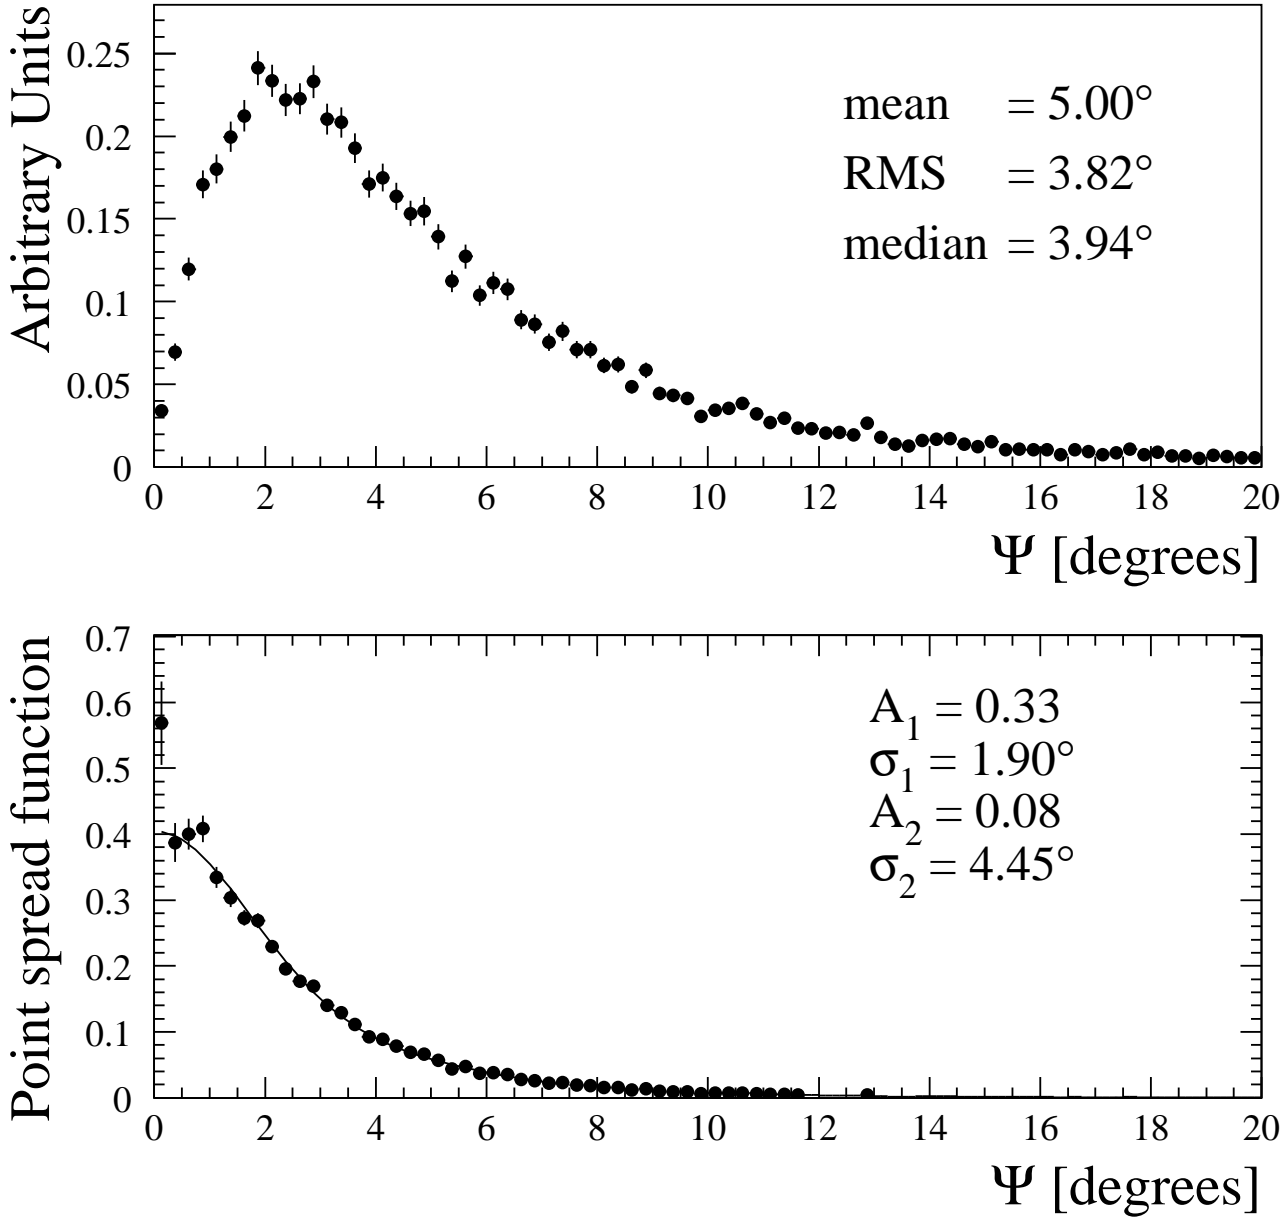 Arbitrary Units
0.25
0.2
0.15
0.1
0.05
0
mean = 5.00°
RMS = 3.82°
median = 3.94°
0 2 4 6 8 10 12 14 16 18 20
Ψ [degrees]
Point spread function
0.7
0.6
0.5
0.4
0.3
0.2
0.1
0
A₁ = 0.33
σ₁ = 1.90°
A₂ = 0.08
σ₂ = 4.45°
0 2 4 6 8 10 12 14 16 18 20
Ψ [degrees]